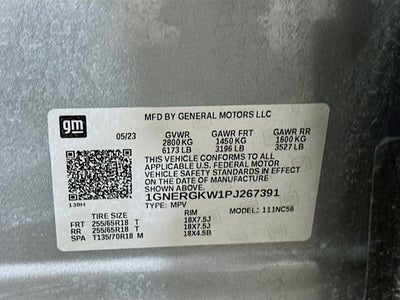 gm
MFD BY GENERAL MOTORS LLC
05/23 GVWR GAWR FRT GAWR RR
2800 KG 1450 KG 1600 KG
6173 LB 3196 LB 3527 LB
THIS VEHICLE CONFORMS TO ALL
APPLICABLE U.S. FEDERAL MOTOR
VEHICLE SAFETY STANDARDS IN EFFECT
ON THE DATE OF MANUFACTURE SHOWN ABOVE.
1GNERGKW1PJ267391
130H TYPE: MPV MODEL: 111NC56
TIRE SIZE RIM
FRT 255/65R18 T 18X7.5J
RR 255/65R18 T 18X7.5J
SPA T135/70R18 M 18X4.5B